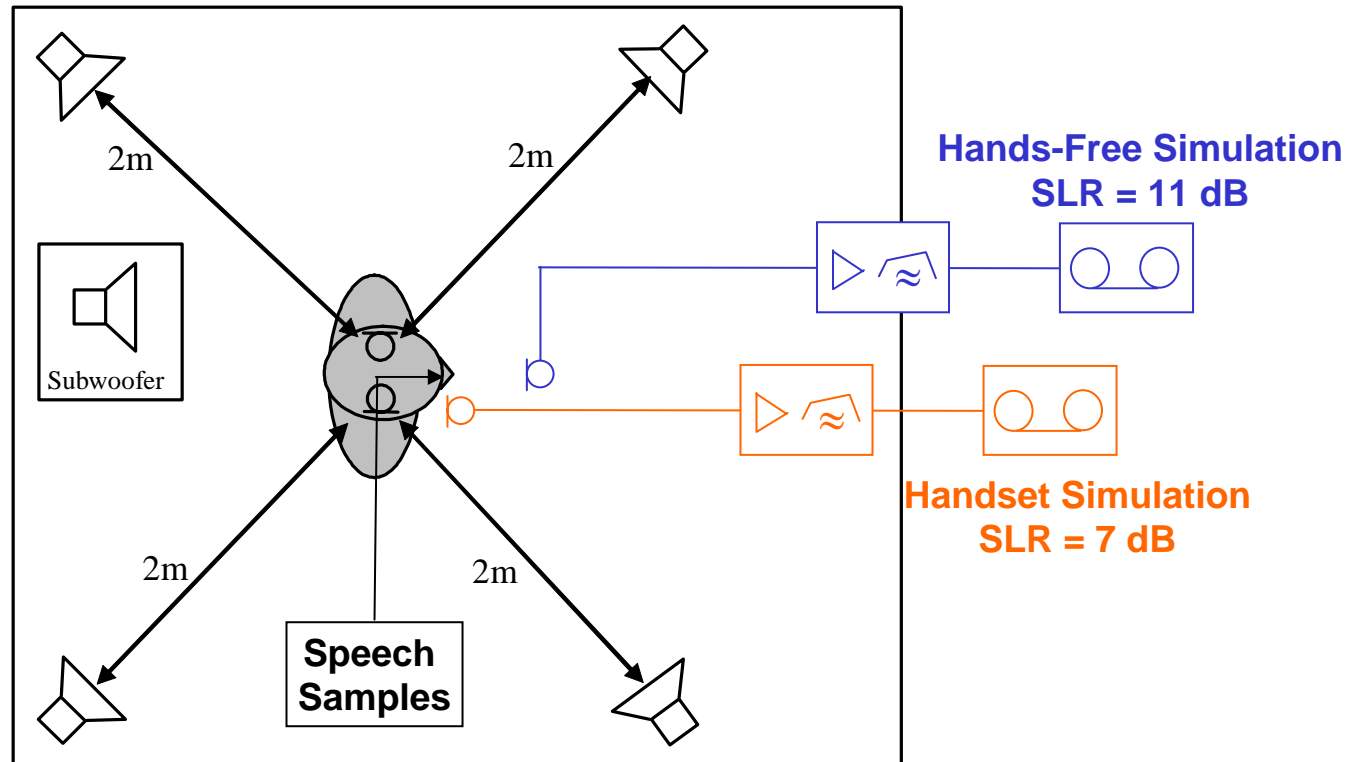 2m
2m
Hands-Free Simulation
SLR = 11 dB
Subwoofer
Handset Simulation
SLR = 7 dB
2m
2m
Speech
Samples